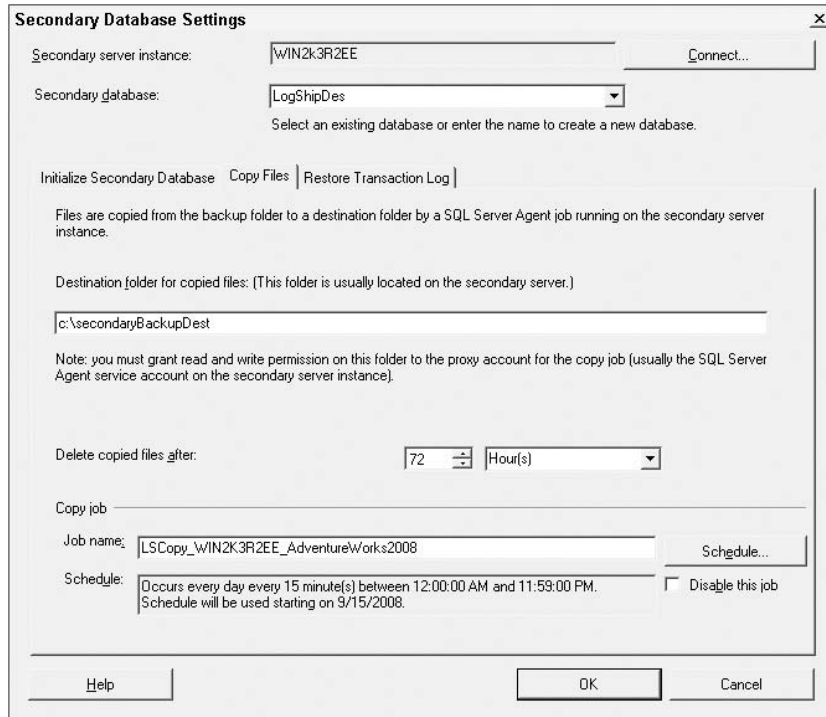 Secondary Database Settings
Secondary server instance:
WIN2k3R2EE
Connect...
Secondary database:
LogShipDes
Select an existing database or enter the name to create a new database.
Initialize Secondary Database
Copy Files
Restore Transaction Log
Files are copied from the backup folder to a destination folder by a SQL Server Agent job running on the secondary server
instance.
Destination folder for copied files: (This folder is usually located on the secondary server.)
c:\secondaryBackupDest
Note: you must grant read and write permission on this folder to the proxy account for the copy job (usually the SQL Server
Agent service account on the secondary server instance).
Delete copied files after:
72
Hour(s)
Copy job
Job name:
LSCopy_WIN2K3R2EE_AdventureWorks2008
Schedule...
Schedule:
Occurs every day every 15 minute(s) between 12:00:00 AM and 11:59:00 PM.
Schedule will be used starting on 9/15/2008.
Disable this job
Help
OK
Cancel